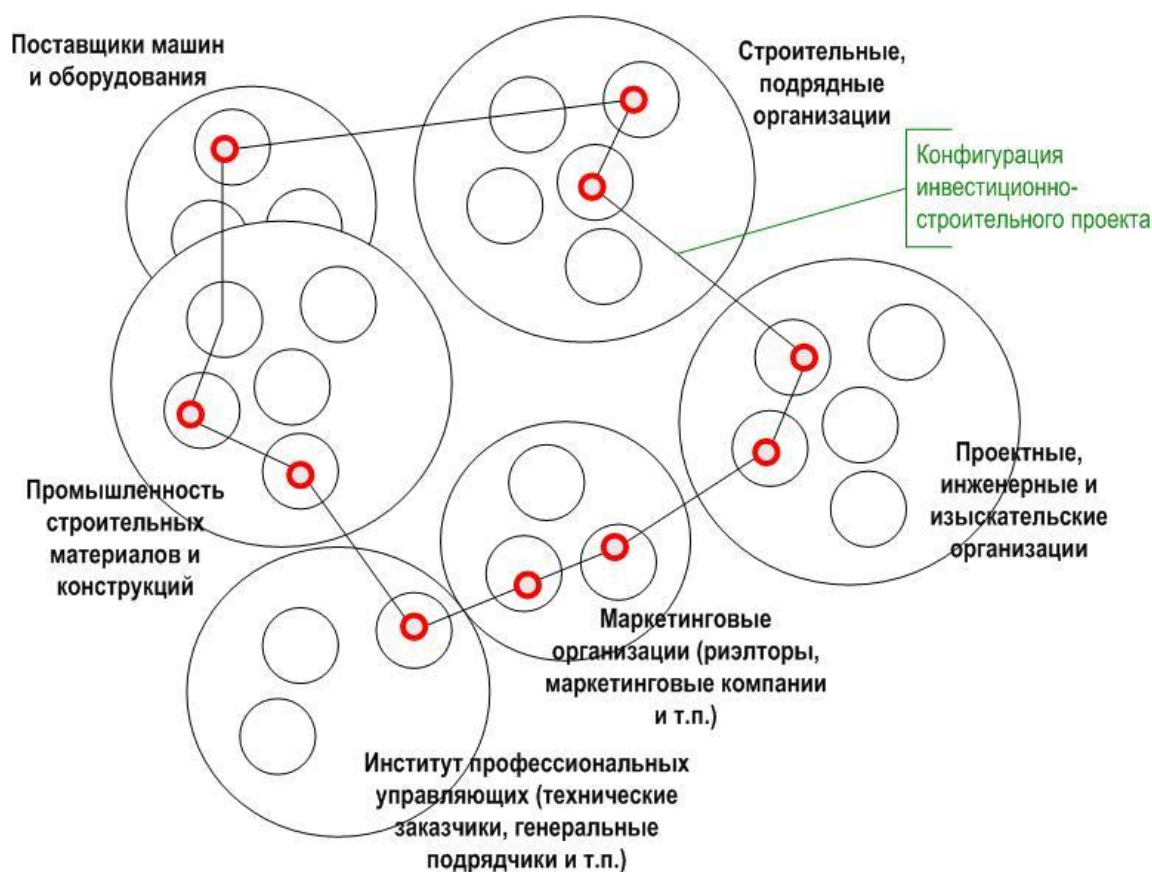 Поставщики машин
и оборудования
Строительные,
подрядные
организации
Конфигурация
инвестиционно-
строительного проекта
Промышленность
строительных
материалов и
конструкций
Проектные,
инженерные и
изыскательские
организации
Маркетинговые
организации (риэлторы,
маркетинговые компании
и т.п.)
Институт профессиональных
управляющих (технические
заказчики, генеральные
подрядчики и т.п.)